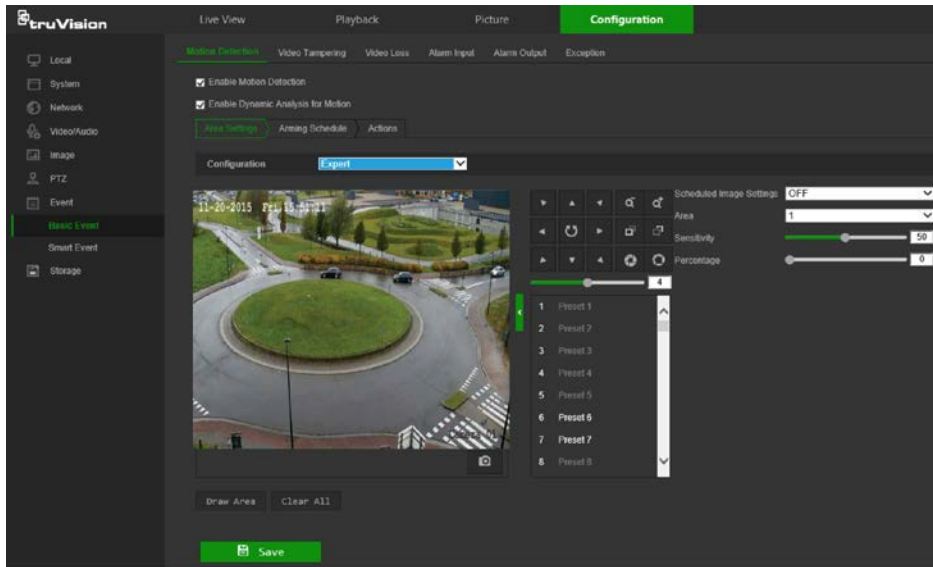 truVision
Live View Playback Picture Configuration
Local
System
Network
Video/Audio
Image
PTZ
Event
Basic Event
Smart Event
Storage
Motion Detection Video Tampering Video Loss Alarm Input Alarm Output Exception
Enable Motion Detection
Enable Dynamic Analysis for Motion
Area Settings Arming Schedule Actions
Configuration Expert
11-20-2015 Fri
Scheduled Image Settings OFF
Area 1
Sensitivity 50
Percentage 0
4
1 Preset 1
2 Preset 2
3 Preset 3
4 Preset 4
5 Preset 5
6 Preset 6
7 Preset 7
8 Preset 8
Draw Area Clear All
Save